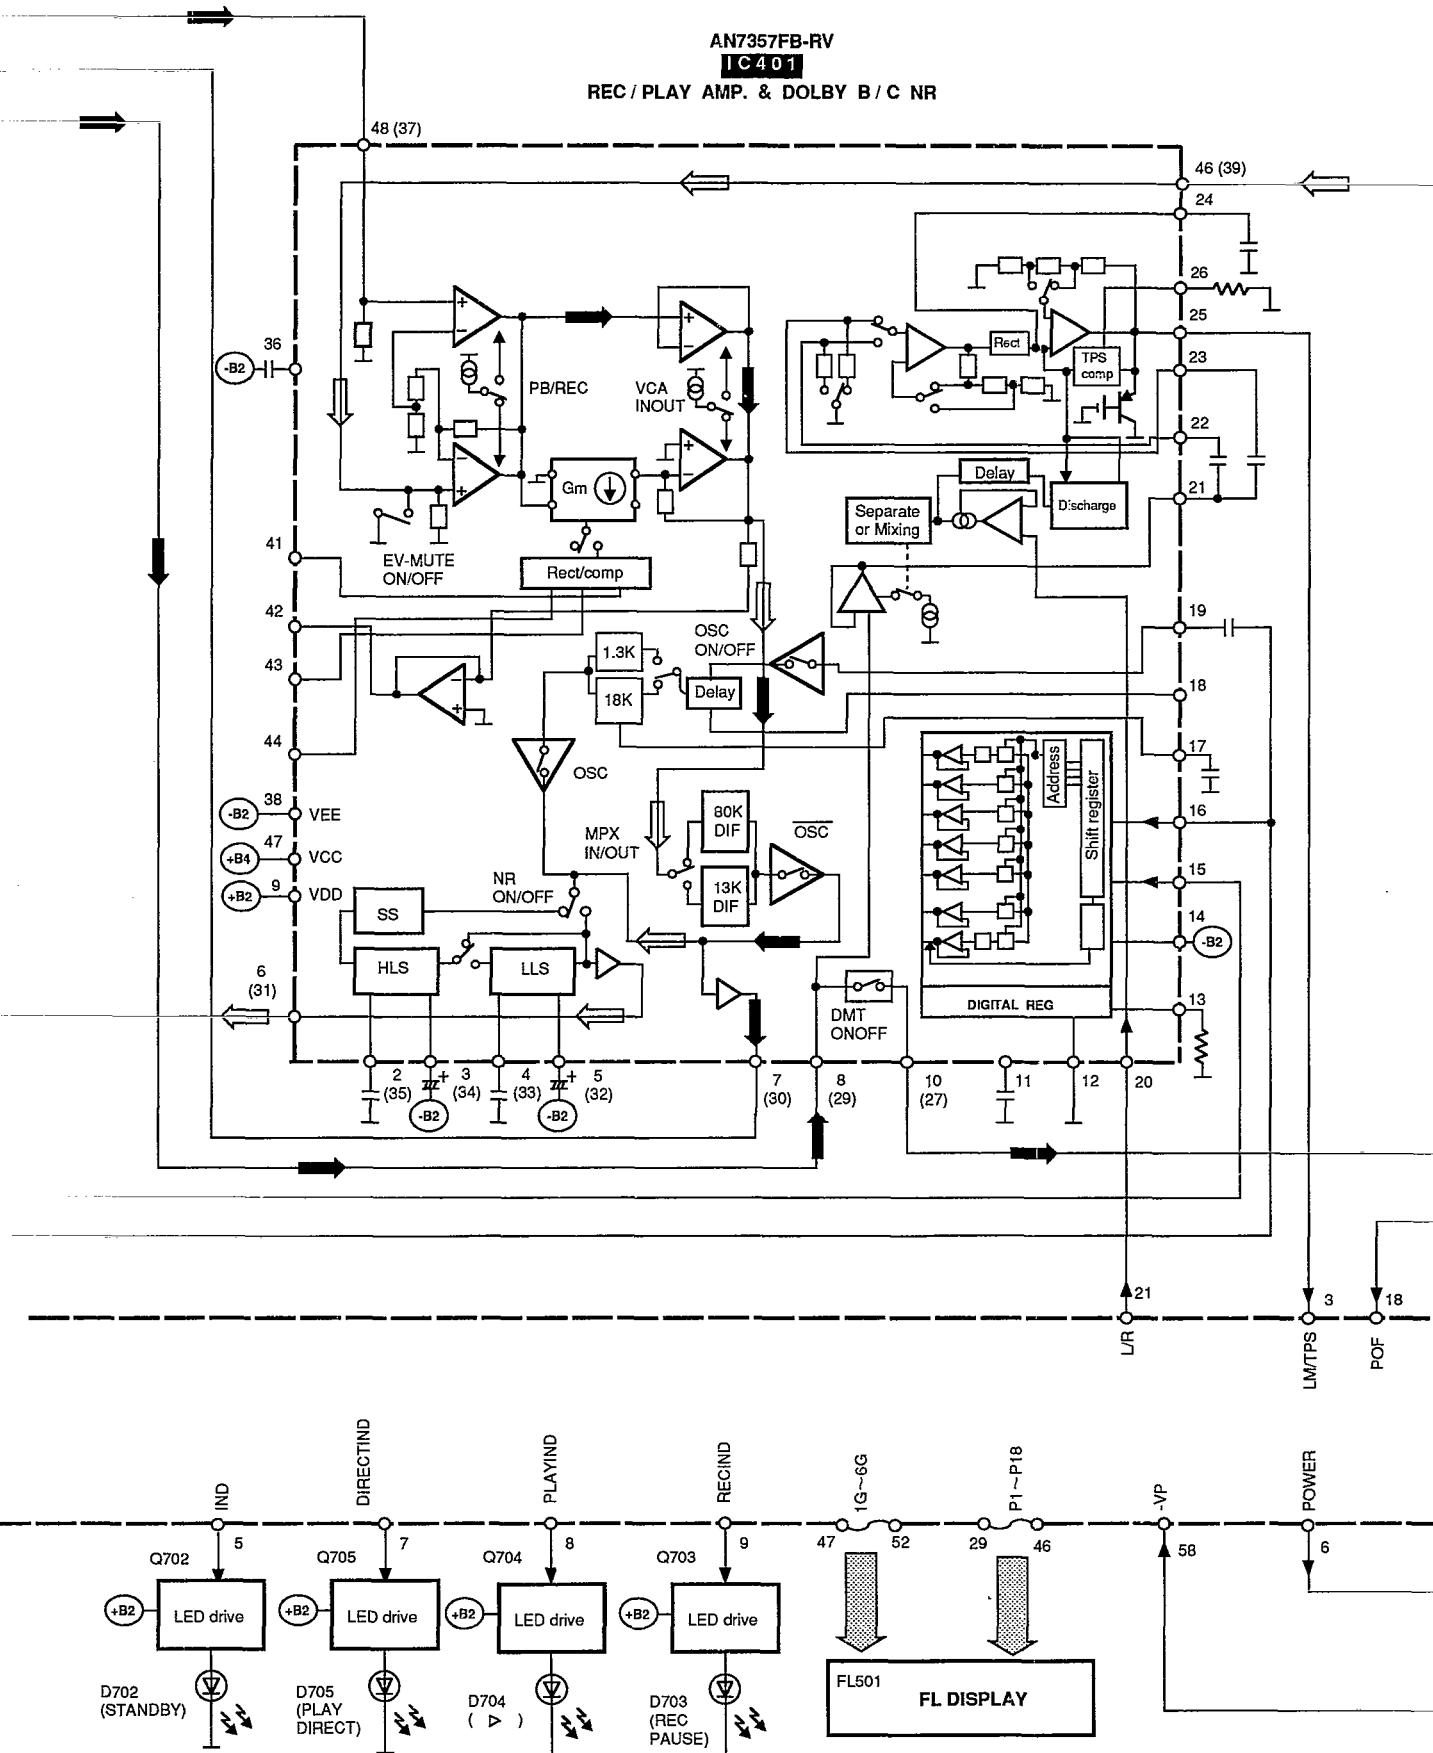 AN7357FB-RV
IC401
REC/PLAY AMP. & DOLBY B/C NR
48 (37)
46 (39)
24
26
25
23
22
21
36
-B2
PB/REC
VCA
INOUT
Rect
TPS
comp
Gm
Delay
Discharge
Separate
or Mixing
41
EV-MUTE
ON/OFF
Rect/comp
42
43
44
OSC
ON/OFF
1.3K
18K
Delay
19
18
17
16
15
14
-B2
13
OSC
38
-B2
VEE
47
+B4
VCC
9
+B2
VDD
MPX
IN/OUT
80K
DIF
13K
DIF
OSC
NR
ON/OFF
SS
HLS
LLS
Address
Shift register
DIGITAL REG
DMT
ONOFF
6
(31)
2
(35)
3
(34)
4
(33)
5
(32)
-B2
-B2
7
(30)
8
(29)
10
(27)
11
12
20
21
3
18
L/R
LM/TPS
POF
IND
DIRECTIND
PLAYIND
RECIND
1G~6G
P1~P18
-VP
POWER
5
7
8
9
47
52
29
46
58
6
Q702
Q705
Q704
Q703
+B2
LED drive
+B2
LED drive
+B2
LED drive
+B2
LED drive
D702
(STANDBY)
D705
(PLAY
DIRECT)
D704
( ▷ )
D703
(REC
PAUSE)
FL501
FL DISPLAY